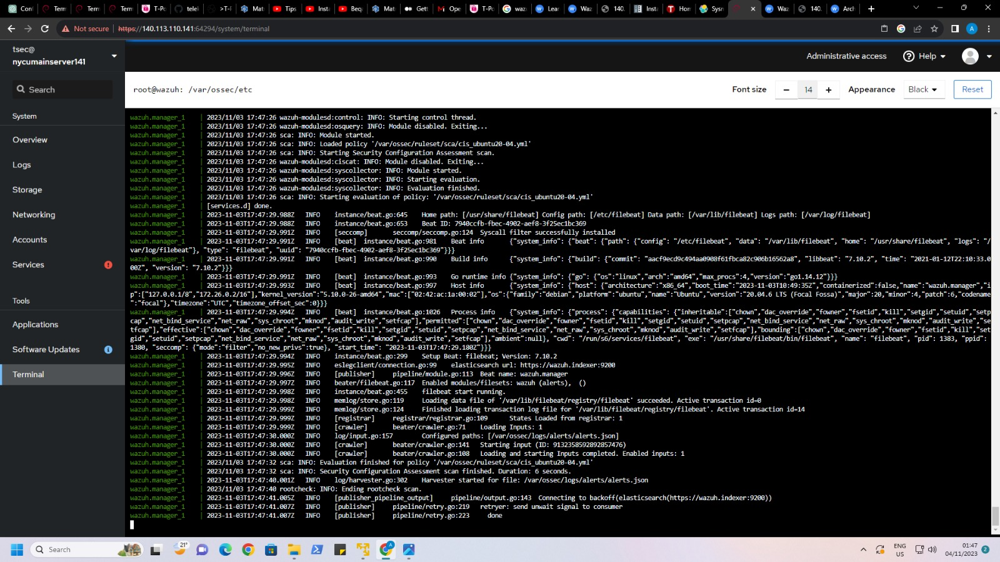 Con
Term
Term
Term
T-Po
telek
>T-P
Mat
Tips
Insta
Beq
Mat
Gett
Ope
T-Po
wazu
Lear
Waz
140.
Insta
Hon
Sysn
Waz
140.
Arch
Not secure
https://140.113.110.141:64294/system/terminal
A
tsec@
nycumainserver141
Administrative access
Help
Search
root@wazuh: /var/ossec/etc
Font size
14
Appearance
Black
Reset
System
Overview
Logs
Storage
Networking
Accounts
Services
Tools
Applications
Software Updates
Terminal
wazuh.manager_1 | 2023/11/03 17:47:26 wazuh-modulesd:control: INFO: Starting control thread.
wazuh.manager_1 | 2023/11/03 17:47:26 wazuh-modulesd:osquery: INFO: Module disabled. Exiting...
wazuh.manager_1 | 2023/11/03 17:47:26 sca: INFO: Module started.
wazuh.manager_1 | 2023/11/03 17:47:26 sca: INFO: Loaded policy '/var/ossec/ruleset/sca/cis_ubuntu20-04.yml'
wazuh.manager_1 | 2023/11/03 17:47:26 sca: INFO: Starting Security Configuration Assessment scan.
wazuh.manager_1 | 2023/11/03 17:47:26 wazuh-modulesd:ciscat: INFO: Module disabled. Exiting...
wazuh.manager_1 | 2023/11/03 17:47:26 wazuh-modulesd:syscollector: INFO: Module started.
wazuh.manager_1 | 2023/11/03 17:47:26 wazuh-modulesd:syscollector: INFO: Starting evaluation.
wazuh.manager_1 | 2023/11/03 17:47:26 wazuh-modulesd:syscollector: INFO: Evaluation finished.
wazuh.manager_1 | 2023/11/03 17:47:26 sca: INFO: Starting evaluation of policy: '/var/ossec/ruleset/sca/cis_ubuntu20-04.yml'
wazuh.manager_1 | [services.d] done.
wazuh.manager_1 | 2023-11-03T17:47:29.988Z INFO instance/beat.go:645 Home path: [/usr/share/filebeat] Config path: [/etc/filebeat] Data path: [/var/lib/filebeat] Logs path: [/var/log/filebeat]
wazuh.manager_1 | 2023-11-03T17:47:29.988Z INFO instance/beat.go:653 Beat ID: 7940ccfb-fbec-4902-aef8-3f25ec1bc369
wazuh.manager_1 | 2023-11-03T17:47:29.991Z INFO [seccomp] seccomp/seccomp.go:124 Syscall filter successfully installed
wazuh.manager_1 | 2023-11-03T17:47:29.991Z INFO [beat] instance/beat.go:981 Beat info {"system_info": {"beat": {"path": {"config": "/etc/filebeat", "data": "/var/lib/filebeat", "home": "/usr/share/filebeat", "logs": "/
var/log/filebeat"}, "type": "filebeat", "uuid": "7940ccfb-fbec-4902-aef8-3f25ec1bc369"}}}
wazuh.manager_1 | 2023-11-03T17:47:29.991Z INFO [beat] instance/beat.go:990 Build info {"system_info": {"build": {"commit": "aacf9ecd9c494aa0908f61fbca82c906b16562a8", "libbeat": "7.10.2", "time": "2021-01-12T22:10:33.0
00Z", "version": "7.10.2"}}}
wazuh.manager_1 | 2023-11-03T17:47:29.991Z INFO [beat] instance/beat.go:993 Go runtime info {"system_info": {"go": {"os":"linux","arch":"amd64","max_procs":4,"version":"go1.14.12"}}}
wazuh.manager_1 | 2023-11-03T17:47:29.993Z INFO [beat] instance/beat.go:997 Host info {"system_info": {"host": {"architecture":"x86_64","boot_time":"2023-11-03T10:49:35Z","containerized":false,"name":"wazuh.manager","i
p":["127.0.0.1/8","172.26.0.2/16"],"kernel_version":"5.10.0-26-amd64","mac":["02:42:ac:1a:00:02"],"os":{"family":"debian","platform":"ubuntu","name":"Ubuntu","version":"20.04.6 LTS (Focal Fossa)","major":20,"minor":4,"patch":6,"codename
":"focal"},"timezone":"UTC","timezone_offset_sec":0}}}
wazuh.manager_1 | 2023-11-03T17:47:29.994Z INFO [beat] instance/beat.go:1026 Process info {"system_info": {"process": {"capabilities": {"inheritable":["chown","dac_override","fowner","fsetid","kill","setgid","setuid","setp
cap","net_bind_service","net_raw","sys_chroot","mknod","audit_write","setfcap"],"permitted":["chown","dac_override","fowner","fsetid","kill","setgid","setuid","setpcap","net_bind_service","net_raw","sys_chroot","mknod","audit_write","se
tfcap"],"effective":["chown","dac_override","fowner","fsetid","kill","setgid","setuid","setpcap","net_bind_service","net_raw","sys_chroot","mknod","audit_write","setfcap"],"bounding":["chown","dac_override","fowner","fsetid","kill","set
gid","setuid","setpcap","net_bind_service","net_raw","sys_chroot","mknod","audit_write","setfcap"],"ambient":null}, "cwd": "/run/s6/services/filebeat", "exe": "/usr/share/filebeat/bin/filebeat", "name": "filebeat", "pid": 1383, "ppid":
1380, "seccomp": {"mode":"filter","no_new_privs":true}, "start_time": "2023-11-03T17:47:29.180Z"}}}
wazuh.manager_1 | 2023-11-03T17:47:29.994Z INFO instance/beat.go:299 Setup Beat: filebeat; Version: 7.10.2
wazuh.manager_1 | 2023-11-03T17:47:29.995Z INFO eslegclient/connection.go:99 elasticsearch url: https://wazuh.indexer:9200
wazuh.manager_1 | 2023-11-03T17:47:29.996Z INFO [publisher] pipeline/module.go:113 Beat name: wazuh.manager
wazuh.manager_1 | 2023-11-03T17:47:29.997Z INFO beater/filebeat.go:117 Enabled modules/filesets: wazuh (alerts), ()
wazuh.manager_1 | 2023-11-03T17:47:29.998Z INFO instance/beat.go:455 filebeat start running.
wazuh.manager_1 | 2023-11-03T17:47:29.998Z INFO memlog/store.go:119 Loading data file of '/var/lib/filebeat/registry/filebeat' succeeded. Active transaction id=0
wazuh.manager_1 | 2023-11-03T17:47:29.999Z INFO memlog/store.go:124 Finished loading transaction log file for '/var/lib/filebeat/registry/filebeat'. Active transaction id=14
wazuh.manager_1 | 2023-11-03T17:47:29.999Z INFO [registrar] registrar/registrar.go:109 States Loaded from registrar: 1
wazuh.manager_1 | 2023-11-03T17:47:29.999Z INFO [crawler] beater/crawler.go:71 Loading Inputs: 1
wazuh.manager_1 | 2023-11-03T17:47:30.000Z INFO log/input.go:157 Configured paths: [/var/ossec/logs/alerts/alerts.json]
wazuh.manager_1 | 2023-11-03T17:47:30.000Z INFO [crawler] beater/crawler.go:141 Starting input (ID: 9132358592892857476)
wazuh.manager_1 | 2023-11-03T17:47:30.000Z INFO [crawler] beater/crawler.go:108 Loading and starting Inputs completed. Enabled inputs: 1
wazuh.manager_1 | 2023/11/03 17:47:32 sca: INFO: Evaluation finished for policy '/var/ossec/ruleset/sca/cis_ubuntu20-04.yml'
wazuh.manager_1 | 2023/11/03 17:47:32 sca: INFO: Security Configuration Assessment scan finished. Duration: 6 seconds.
wazuh.manager_1 | 2023-11-03T17:47:40.001Z INFO log/harvester.go:302 Harvester started for file: /var/ossec/logs/alerts/alerts.json
wazuh.manager_1 | 2023/11/03 17:47:40 rootcheck: INFO: Ending rootcheck scan.
wazuh.manager_1 | 2023-11-03T17:47:41.005Z INFO [publisher_pipeline_output] pipeline/output.go:143 Connecting to backoff(elasticsearch(https://wazuh.indexer:9200))
wazuh.manager_1 | 2023-11-03T17:47:41.007Z INFO [publisher] pipeline/retry.go:219 retryer: send unwait signal to consumer
wazuh.manager_1 | 2023-11-03T17:47:41.007Z INFO [publisher] pipeline/retry.go:223 done
Search
21°
ENG
US
01:47
04/11/2023
2